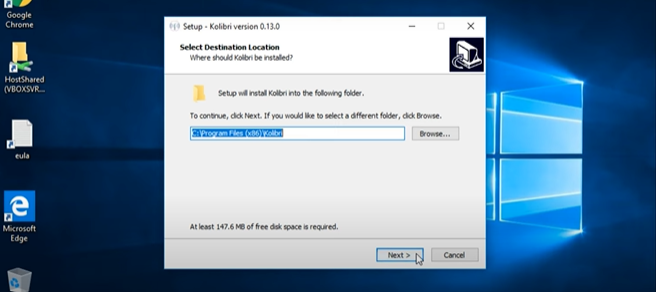 Google
Chrome
HostShared
(VBOXSVR...
eula
Microsoft
Edge
Setup - Kolibri version 0.13.0
Select Destination Location
Where should Kolibri be installed?
Setup will install Kolibri into the following folder.
To continue, click Next. If you would like to select a different folder, click Browse.
C:\Program Files (x86)\Kolibri
Browse...
At least 147.6 MB of free disk space is required.
Next >
Cancel